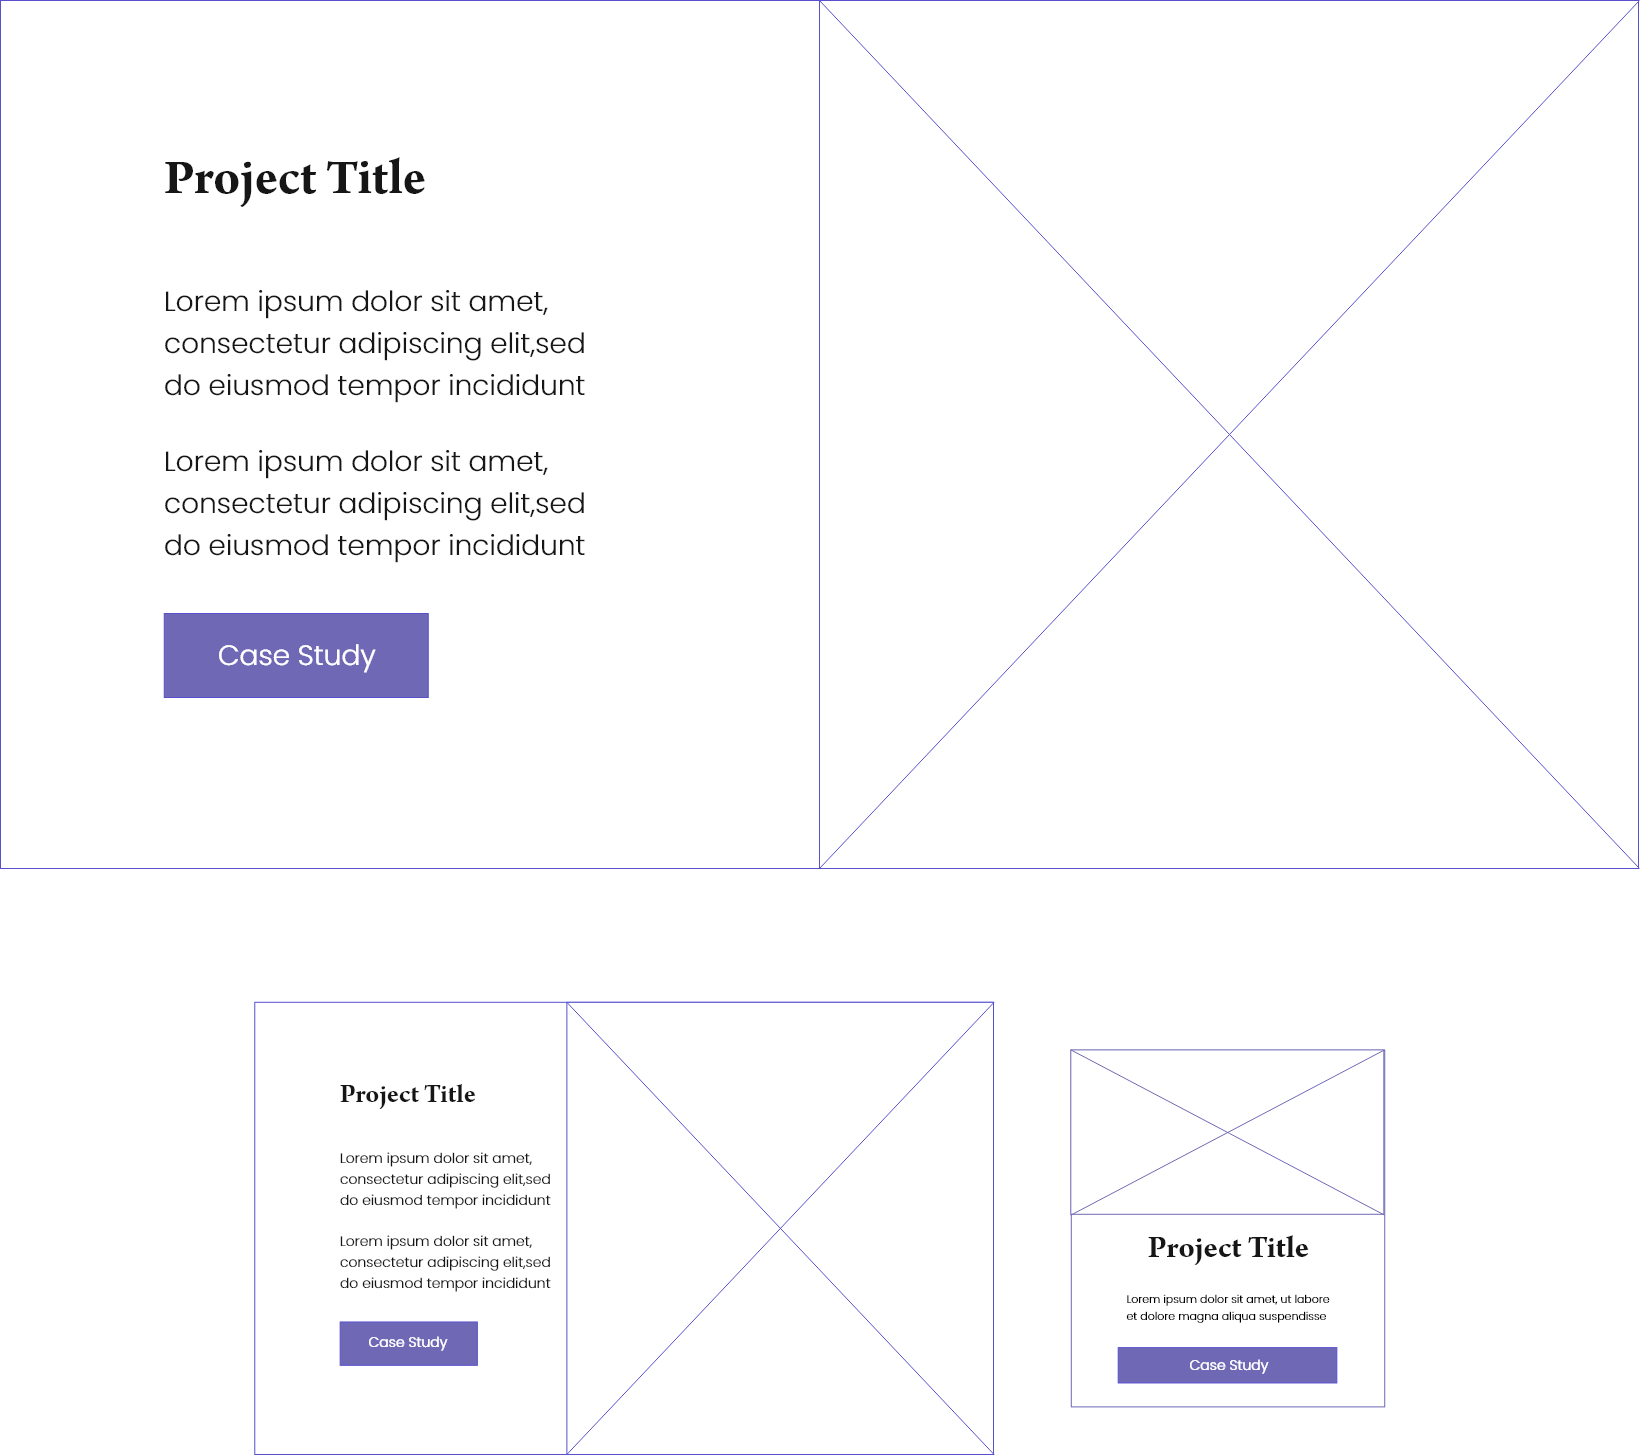 Project Title
Lorem ipsum dolor sit amet,
consectetur adipiscing elit,sed
do eiusmod tempor incididunt
Lorem ipsum dolor sit amet,
consectetur adipiscing elit,sed
do eiusmod tempor incididunt
Case Study
Project Title
Lorem ipsum dolor sit amet,
consectetur adipiscing elit,sed
do eiusmod tempor incididunt
Lorem ipsum dolor sit amet,
consectetur adipiscing elit,sed
do eiusmod tempor incididunt
Case Study
Project Title
Lorem ipsum dolor sit amet, ut labore
et dolore magna aliqua suspendisse
Case Study